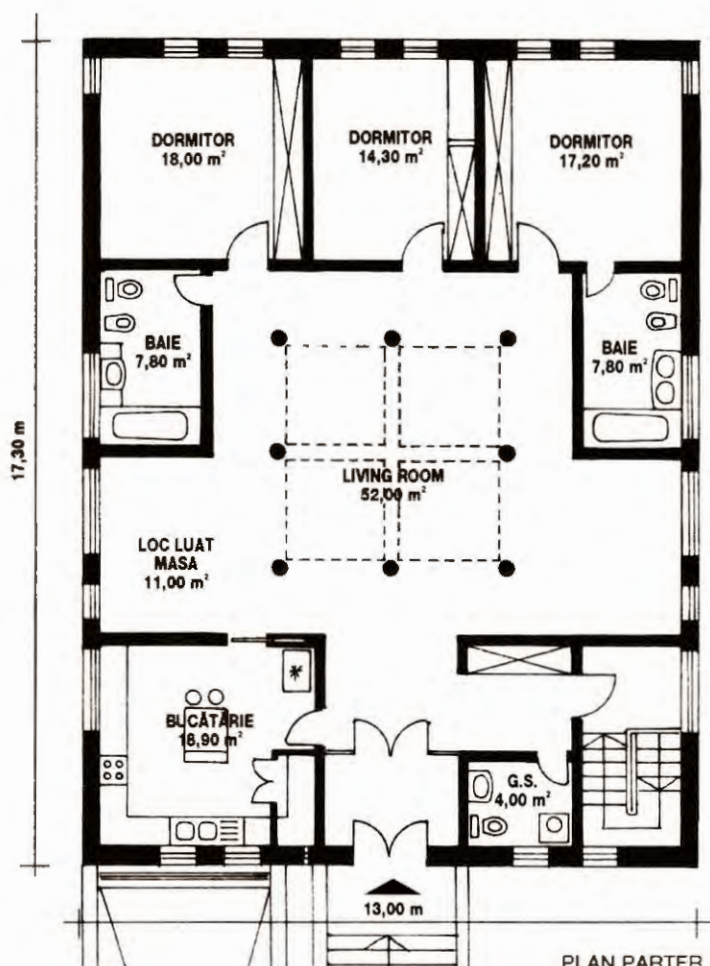 DORMITOR
18,00 m²
DORMITOR
14,30 m²
DORMITOR
17,20 m²
BAIE
7,80 m²
BAIE
7,80 m²
17,30 m
LIVING ROOM
52,00 m²
LOC LUAT
MASA
11,00 m²
BUCĂTĂRIE
18,90 m²
G.S.
4,00 m²
13,00 m
PLAN PARTER